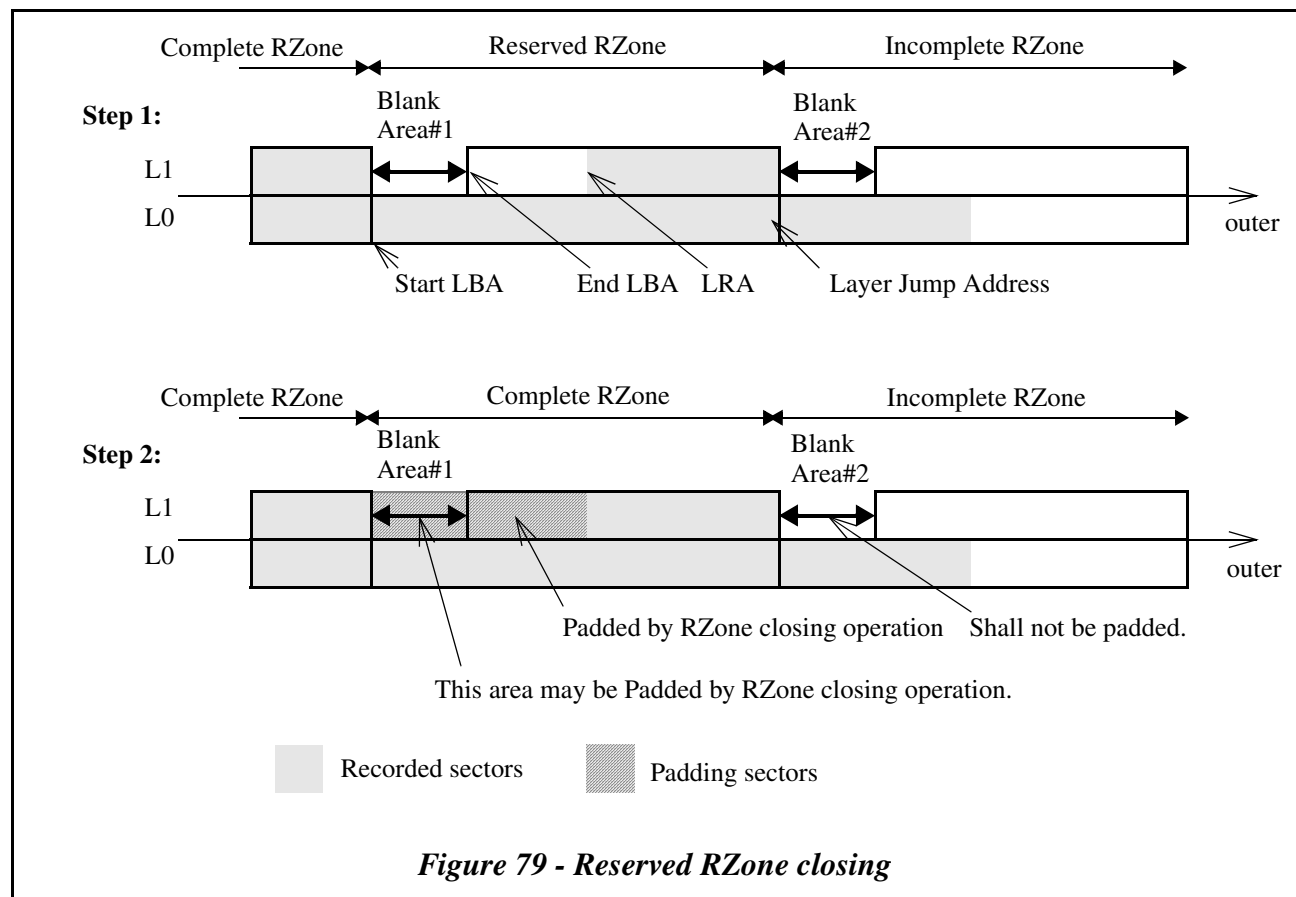 Complete RZone Reserved RZone Incomplete RZone
Step 1:
Blank
Area#1
Blank
Area#2
L1
L0
outer
Start LBA End LBA LRA Layer Jump Address
Complete RZone Complete RZone Incomplete RZone
Step 2:
Blank
Area#1
Blank
Area#2
L1
L0
outer
Padded by RZone closing operation Shall not be padded.
This area may be Padded by RZone closing operation.
Recorded sectors Padding sectors
Figure 79 - Reserved RZone closing